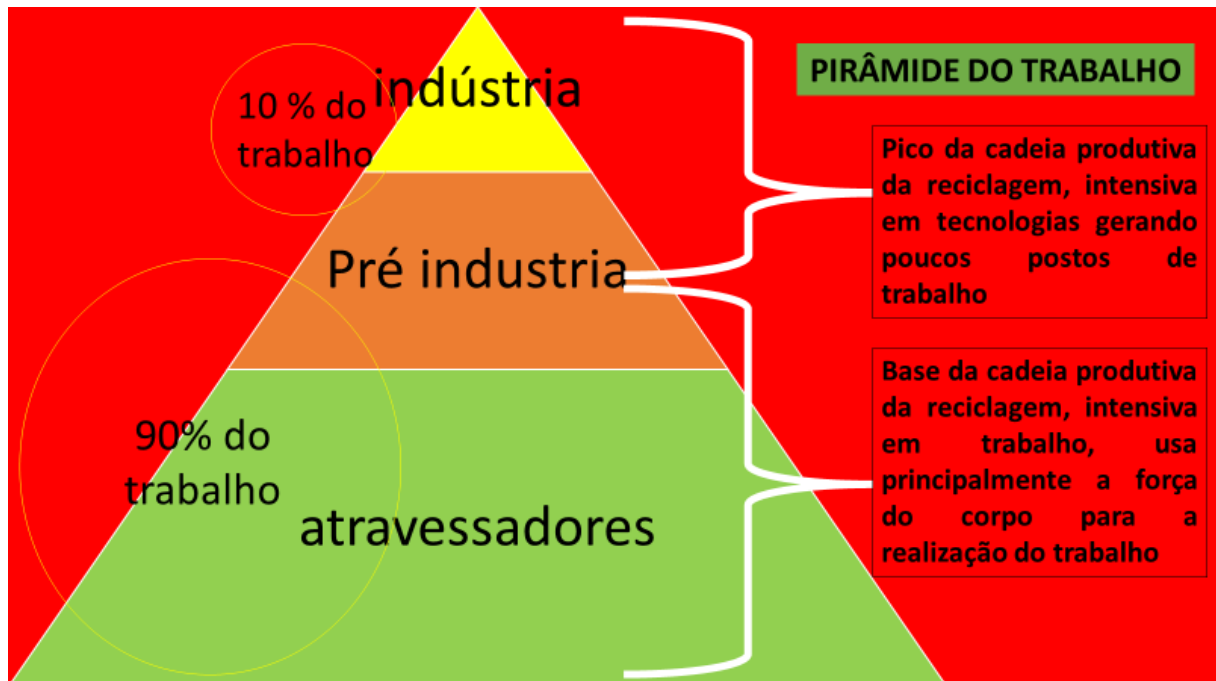 PIRÂMIDE DO TRABALHO
indústria
10 % do
trabalho
Pré industria
90% do
trabalho
atravessadores
Pico da cadeia produtiva
da reciclagem, intensiva
em tecnologias gerando
poucos postos de
trabalho
Base da cadeia produtiva
da reciclagem, intensiva
em trabalho, usa
principalmente a força
do corpo para a
realização do trabalho